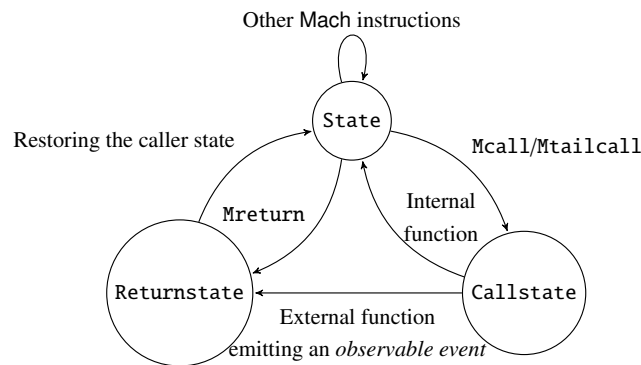 Other Mach instructions
State
Restoring the caller state
Mcall/Mtailcall
Mreturn
Internal
function
Returnstate
Callstate
External function
emitting an observable event